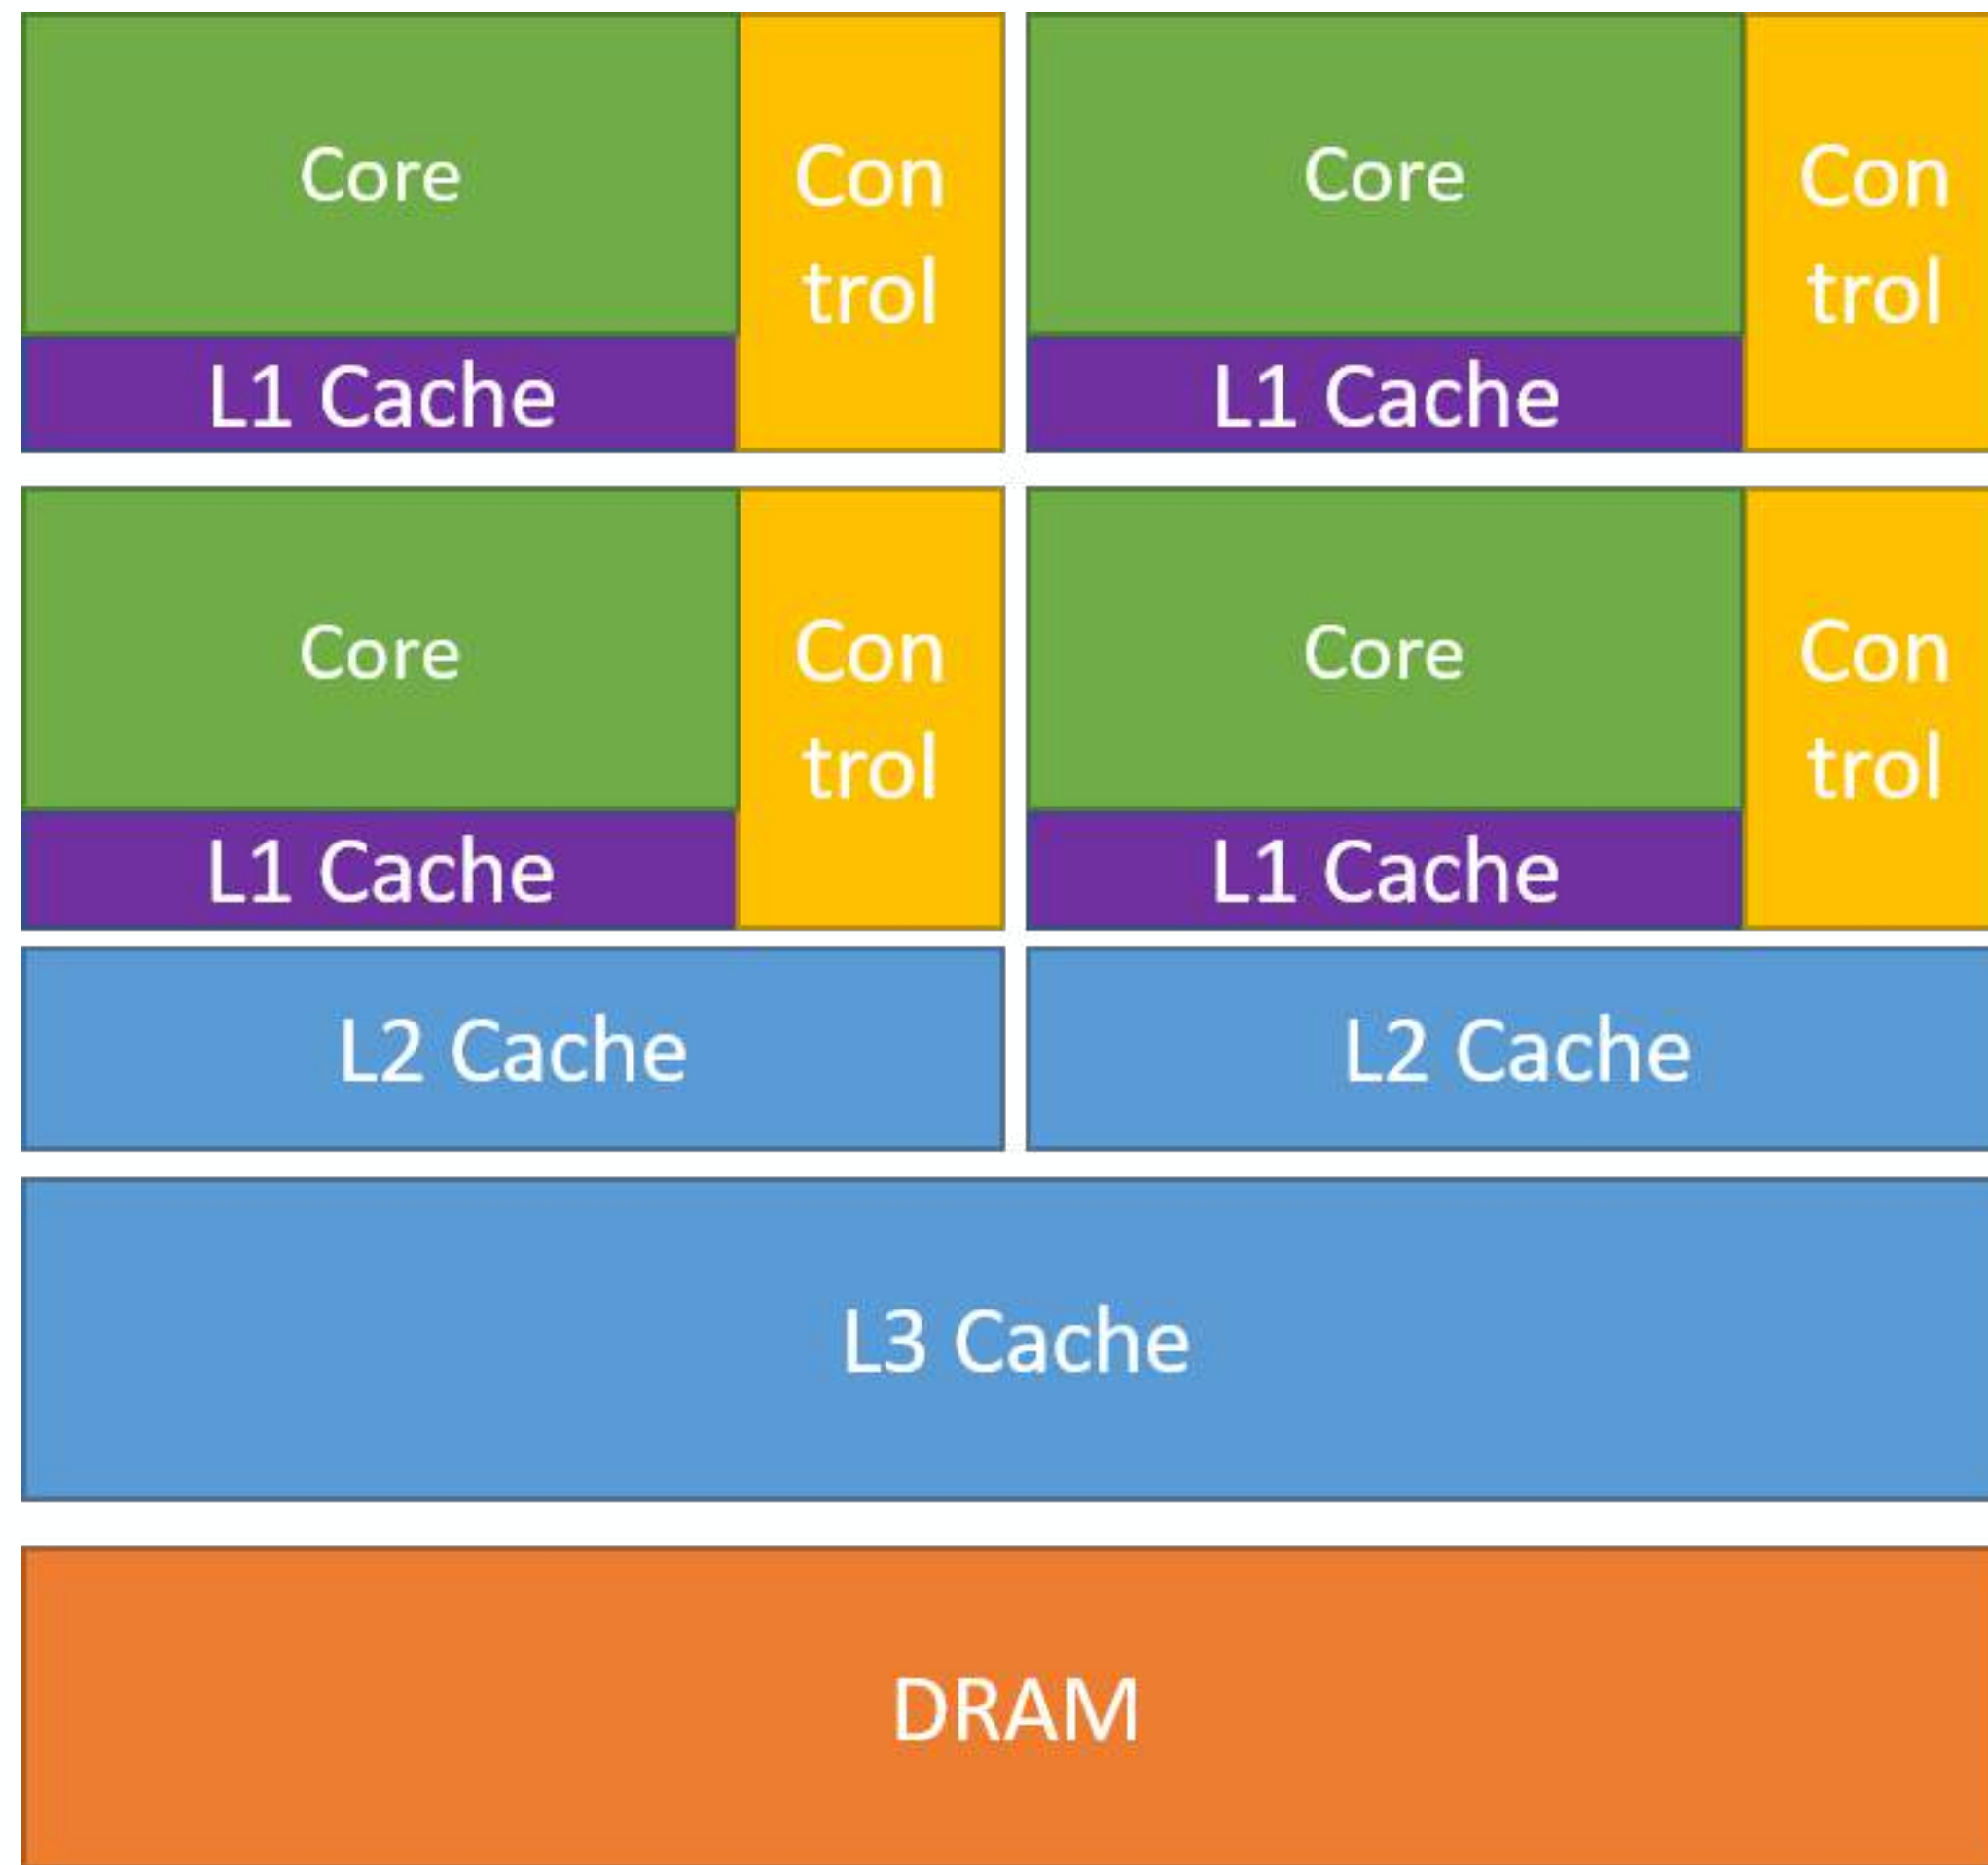 Core
Con
trol
L1 Cache
Core
Con
trol
L1 Cache
Core
Con
trol
L1 Cache
Core
Con
trol
L1 Cache
L2 Cache
L2 Cache
L3 Cache
DRAM